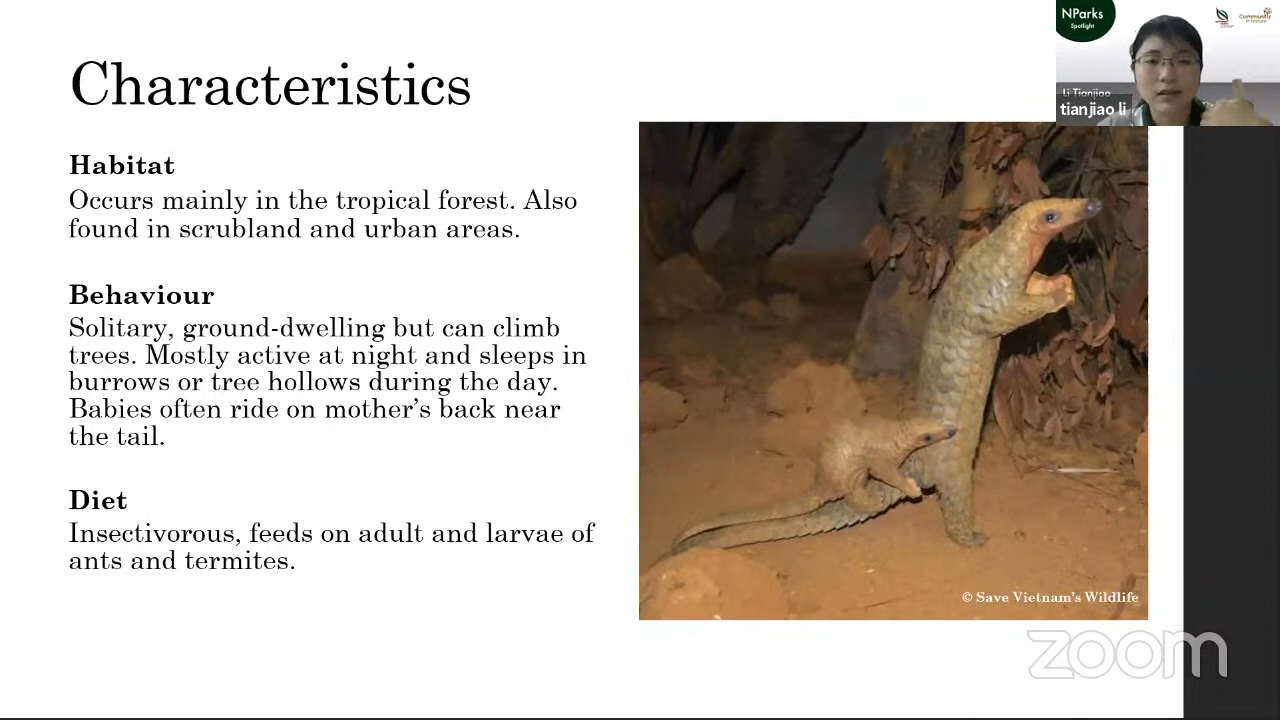 Characteristics
Habitat
Occurs mainly in the tropical forest. Also
found in scrubland and urban areas.
Behaviour
Solitary, ground-dwelling but can climb
trees. Mostly active at night and sleeps in
burrows or tree hollows during the day.
Babies often ride on mother's back near
the tail.
Diet
Insectivorous, feeds on adult and larvae of
ants and termites.
© Save Vietnam's Wildlife
NParks
Spotlight
Community
in Nature
Li Tianjiao
tianjiao li
zoom